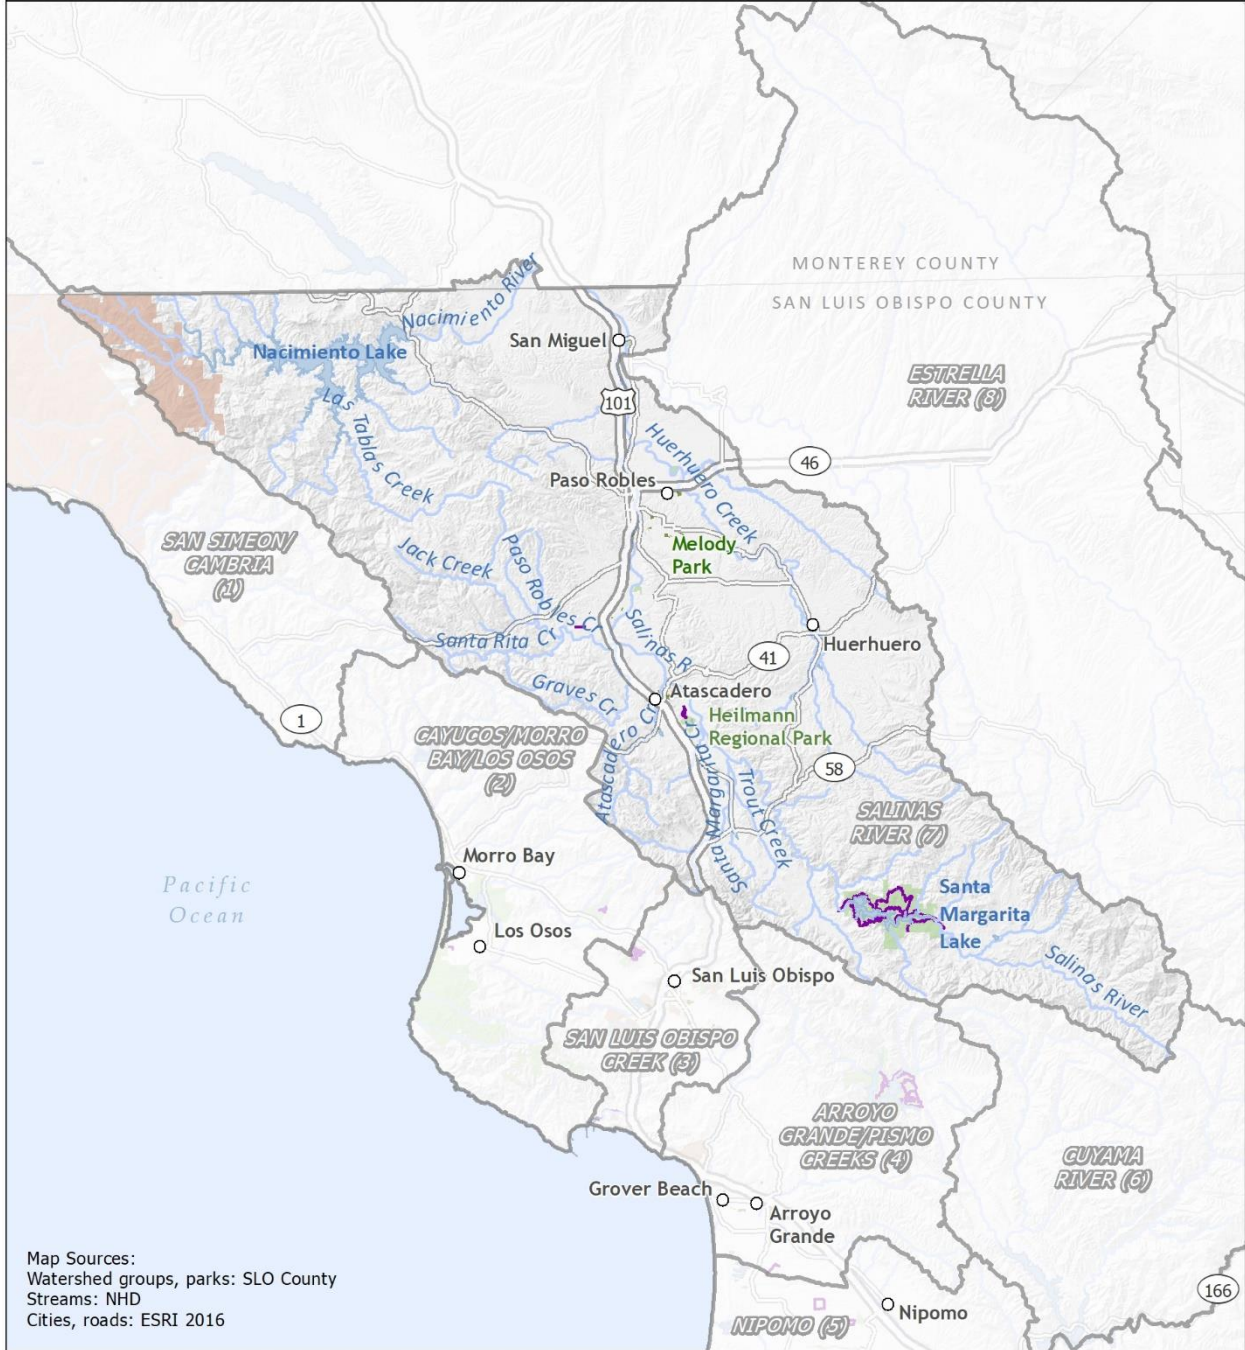 MONTEREY COUNTY
SAN LUIS OBISPO COUNTY
Nacimiento River
San Miguel
Nacimiento Lake
ESTRELLA
RIVER (8)
101
Las Tablas Creek
Huerhuero Creek
46
Paso Robles
SAN SIMEON/
CAMBRIA
(1)
Jack Creek
Paso Robles Cr
Melody
Park
Santa Rita Cr
Salinas R
41
Huerhuero
Graves Cr
Atascadero
Heilmann
Regional Park
1
CAYUCOS/MORRO
BAY/LOS OSOS
(2)
Atascadero Cr
Santa Margarita Cr
Trout Creek
58
SALINAS
RIVER (7)
Morro Bay
Pacific
Ocean
Santa
Margarita
Lake
Los Osos
Salinas River
San Luis Obispo
SAN LUIS OBISPO
CREEK (3)
ARROYO
GRANDE/PISMO
CREEKS (4)
CUYAMA
RIVER (6)
Grover Beach
Arroyo
Grande
Map Sources:
Watershed groups, parks: SLO County
Streams: NHD
Cities, roads: ESRI 2016
166
Nipomo
NIPOMO (5)